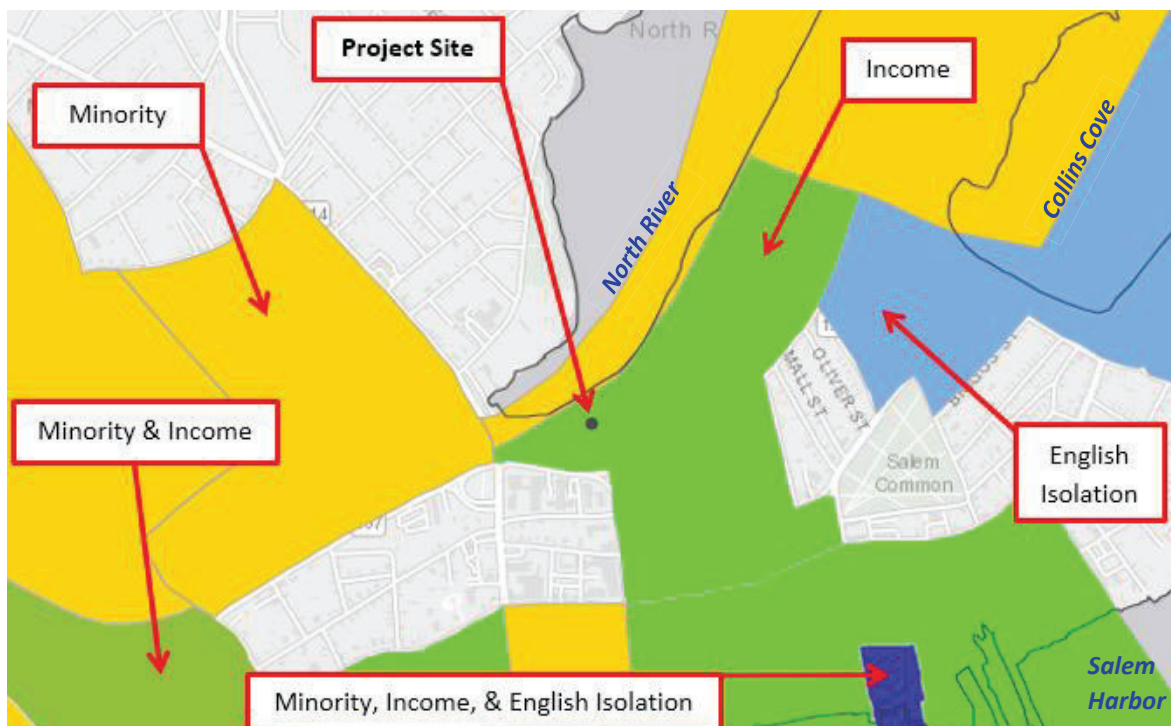 Project Site
North R
Income
Minority
Collins Cove
North River
14
MALL ST
OLIVER ST
Minority & Income
Salem
Common
English
Isolation
Salem
Harbor
Minority, Income, & English Isolation